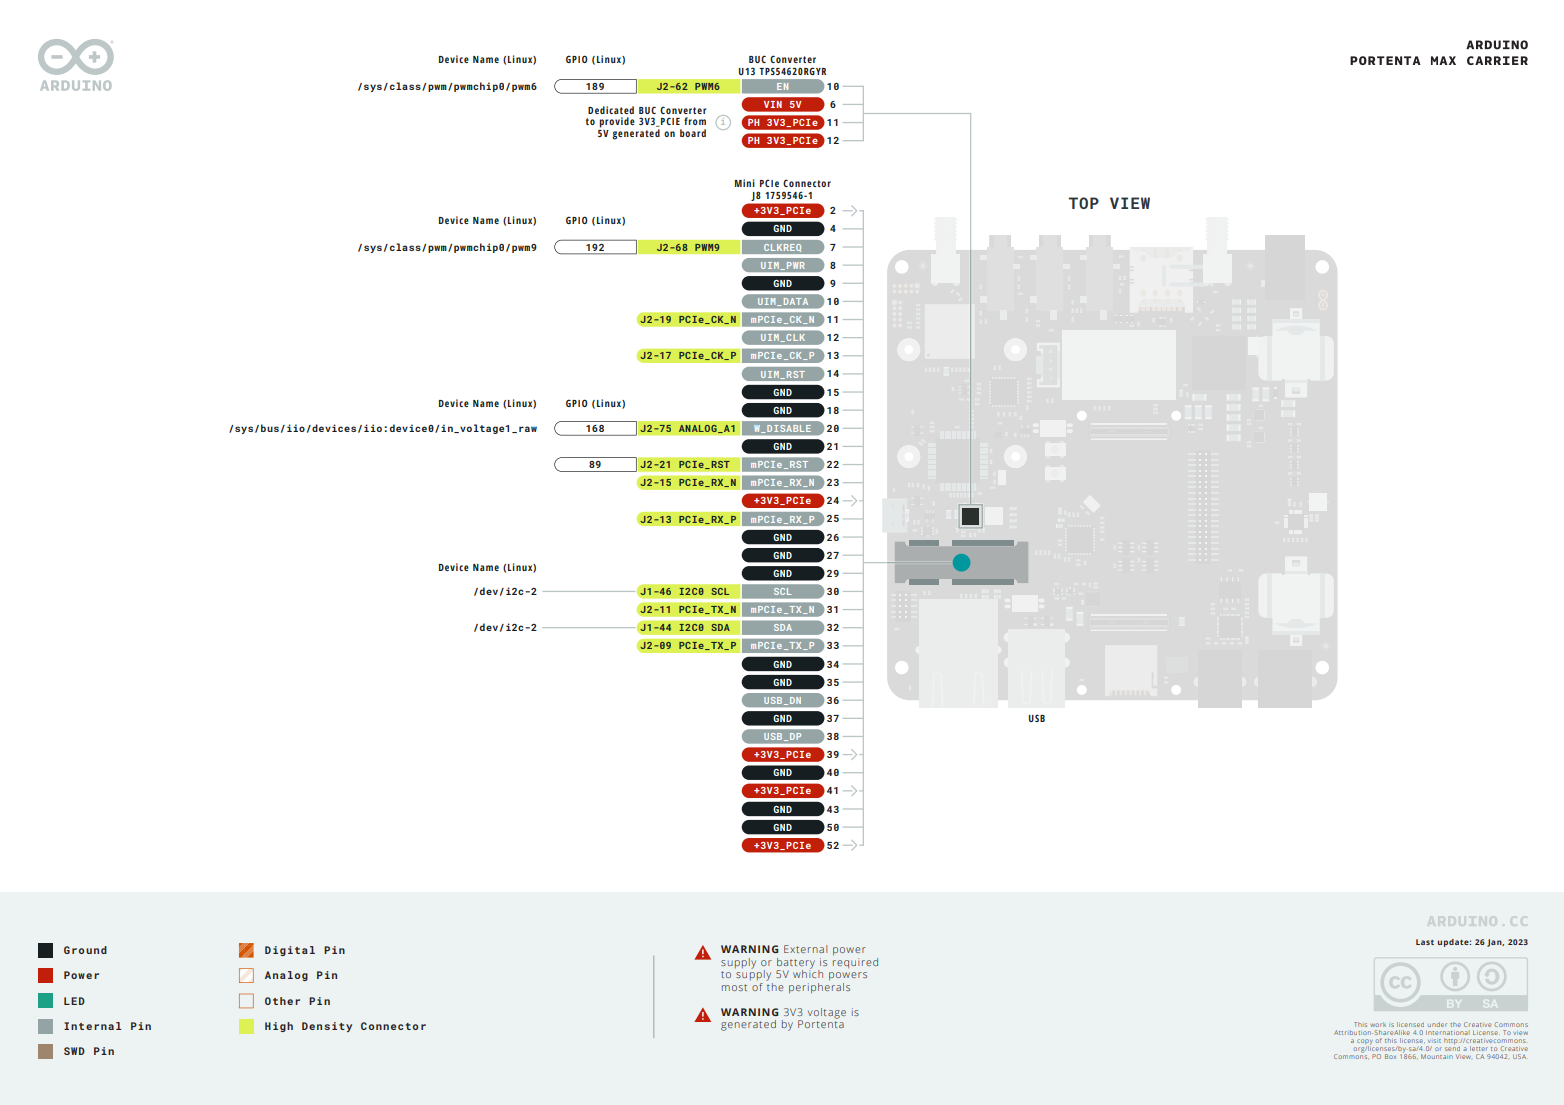 ARDUINO
ARDUINO
PORTENTA MAX CARRIER
Device Name (Linux) GPIO (Linux) BUC Converter
U13 TPS54620RGYR
/sys/class/pwm/pwmchip0/pwm6 189 J2-62 PWM6 EN 10
VIN 5V 6
Dedicated BUC Converter
to provide 3V3_PCIE from
5V generated on board
i
PH 3V3_PCIe 11
PH 3V3_PCIe 12
Mini PCIe Connector
J8 1759546-1
+3V3_PCIe 2
Device Name (Linux) GPIO (Linux) GND 4
/sys/class/pwm/pwmchip0/pwm9 192 J2-68 PWM9 CLKREQ 7
UIM_PWR 8
GND 9
UIM_DATA 10
J2-19 PCIe_CK_N mPCIe_CK_N 11
UIM_CLK 12
J2-17 PCIe_CK_P mPCIe_CK_P 13
UIM_RST 14
GND 15
Device Name (Linux) GPIO (Linux) GND 18
/sys/bus/iio/devices/iio:device0/in_voltage1_raw 168 J2-75 ANALOG_A1 W_DISABLE 20
GND 21
89 J2-21 PCIe_RST mPCIe_RST 22
J2-15 PCIe_RX_N mPCIe_RX_N 23
+3V3_PCIe 24
J2-13 PCIe_RX_P mPCIe_RX_P 25
GND 26
GND 27
Device Name (Linux) GND 29
/dev/i2c-2 J1-46 I2C0 SCL SCL 30
J2-11 PCIe_TX_N mPCIe_TX_N 31
/dev/i2c-2 J1-44 I2C0 SDA SDA 32
J2-09 PCIe_TX_P mPCIe_TX_P 33
GND 34
GND 35
USB_DN 36
GND 37
USB_DP 38
+3V3_PCIe 39
GND 40
+3V3_PCIe 41
GND 43
GND 50
+3V3_PCIe 52
TOP VIEW
USB
Ground
Power
LED
Internal Pin
SWD Pin
Digital Pin
Analog Pin
Other Pin
High Density Connector
WARNING External power
supply or battery is required
to supply 5V which powers
most of the peripherals
WARNING 3V3 voltage is
generated by Portenta
ARDUINO.CC
Last update: 26 Jan, 2023
CC BY SA
This work is licensed under the Creative Commons
Attribution-ShareAlike 4.0 International License. To view
a copy of this license, visit http://creativecommons.
org/licenses/by-sa/4.0/ or send a letter to Creative
Commons, PO Box 1866, Mountain View, CA 94042, USA.